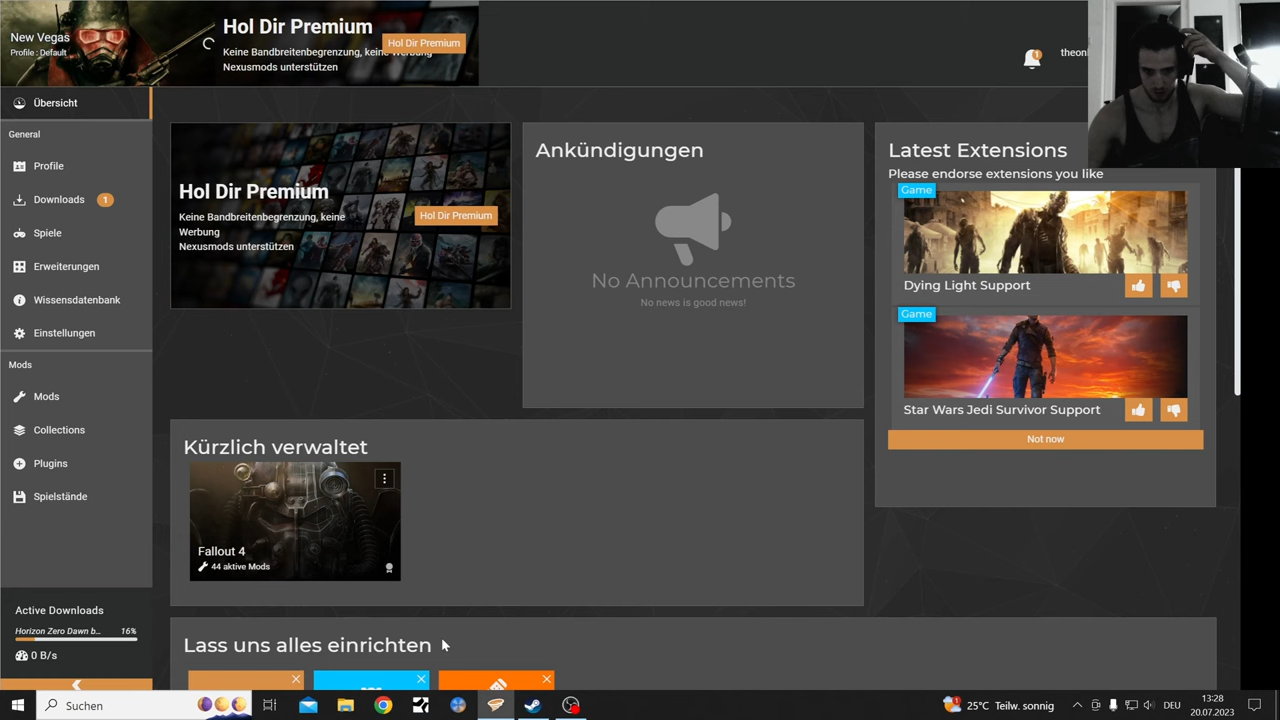 New Vegas
Profile : Default
Hol Dir Premium
Keine Bandbreitenbegrenzung, keine Werbung
Nexusmods unterstützen
Hol Dir Premium
1
Übersicht
General
Profile
Downloads 1
Spiele
Erweiterungen
Wissensdatenbank
Einstellungen
Mods
Mods
Collections
Plugins
Spielstände
Active Downloads
Horizon Zero Dawn b... 16%
0 B/s
Hol Dir Premium
Keine Bandbreitenbegrenzung, keine
Werbung
Nexusmods unterstützen
Hol Dir Premium
Ankündigungen
No Announcements
No news is good news!
Latest Extensions
Please endorse extensions you like
Game
Dying Light Support
Game
Star Wars Jedi Survivor Support
Not now
Kürzlich verwaltet
Fallout 4
44 aktive Mods
Lass uns alles einrichten
Suchen
1
25°C Teilw. sonnig
DEU
13:28
20.07.2023